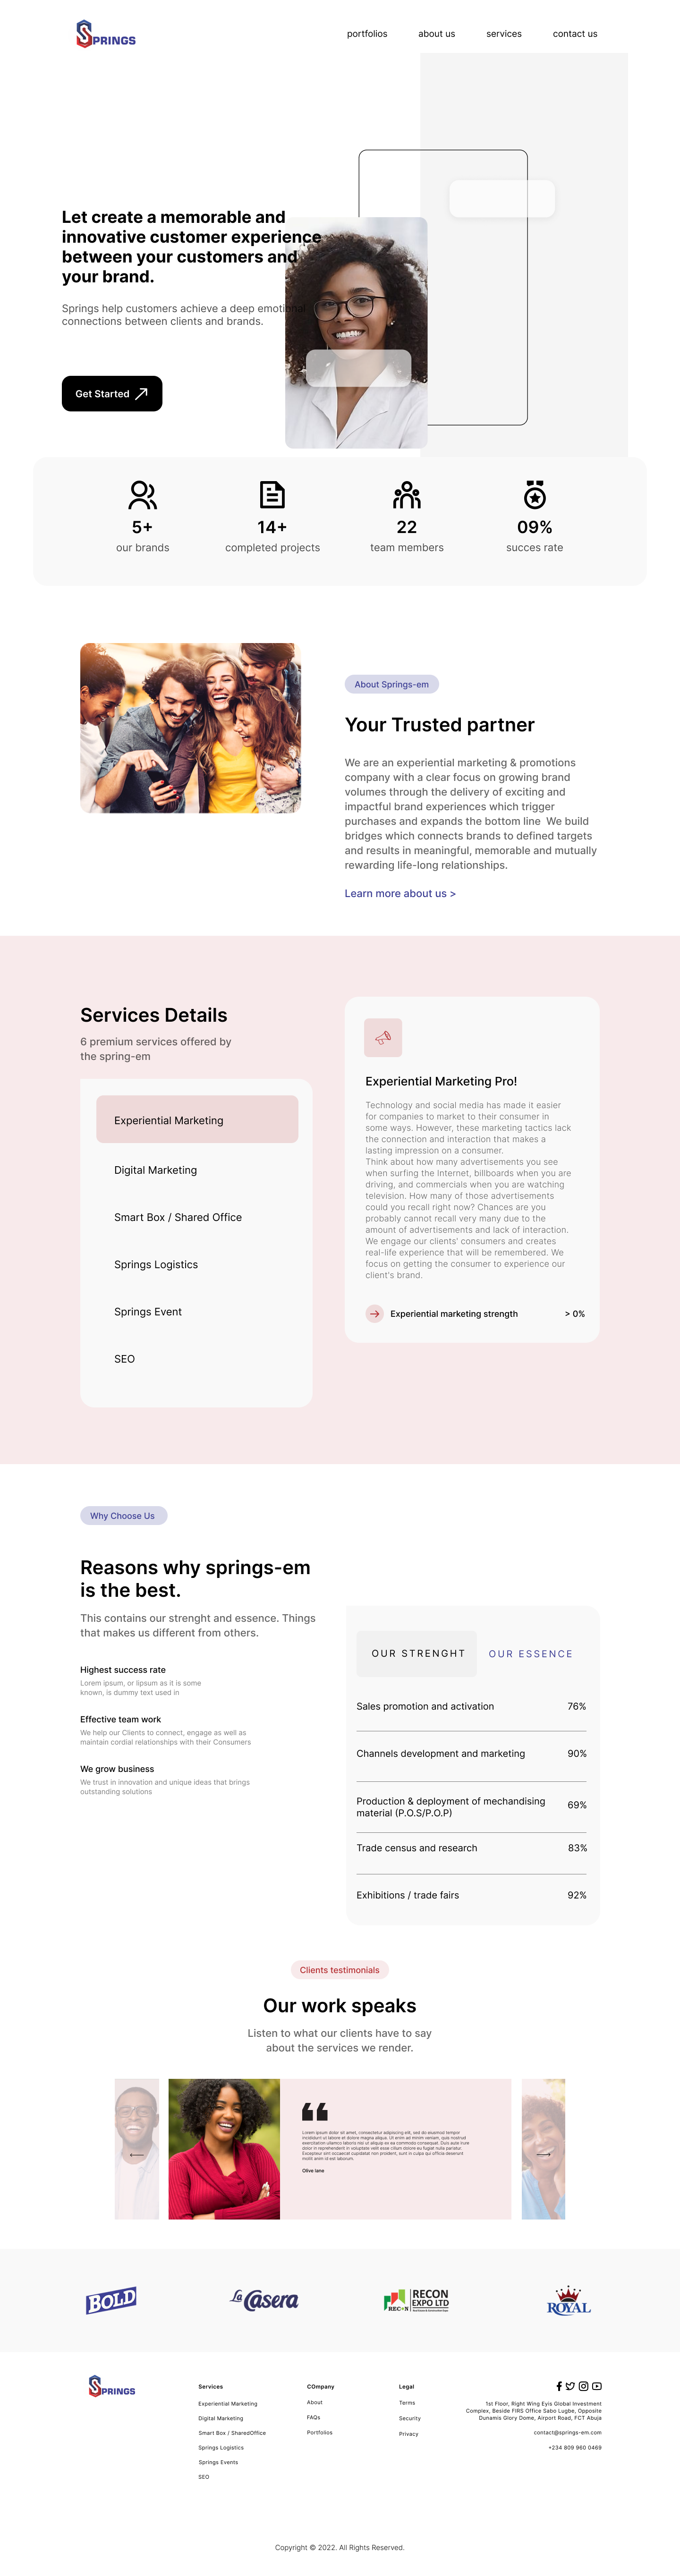 SPRINGS
portfolios about us services contact us
Let create a memorable and
innovative customer experience
between your customers and
your brand.
Springs help customers achieve a deep emotional
connections between clients and brands.
Get Started
5+ 14+ 22 09%
our brands completed projects team members succes rate
About Springs-em
Your Trusted partner
We are an experiential marketing & promotions
company with a clear focus on growing brand
volumes through the delivery of exciting and
impactful brand experiences which trigger
purchases and expands the bottom line We build
bridges which connects brands to defined targets
and results in meaningful, memorable and mutually
rewarding life-long relationships.
Learn more about us >
Services Details
6 premium services offered by
the spring-em
Experiential Marketing
Digital Marketing
Smart Box / Shared Office
Springs Logistics
Springs Event
SEO
Experiential Marketing Pro!
Technology and social media has made it easier
for companies to market to their consumer in
some ways. However, these marketing tactics lack
the connection and interaction that makes a
lasting impression on a consumer.
Think about how many advertisements you see
when surfing the Internet, billboards when you are
driving, and commercials when you are watching
television. How many of those advertisements
could you recall right now? Chances are you
probably cannot recall very many due to the
amount of advertisements and lack of interaction.
We engage our clients' consumers and creates
real-life experience that will be remembered. We
focus on getting the consumer to experience our
client's brand.
Experiential marketing strength > 0%
Why Choose Us
Reasons why springs-em
is the best.
This contains our strenght and essence. Things
that makes us different from others.
Highest success rate
Lorem ipsum, or lipsum as it is some
known, is dummy text used in
Effective team work
We help our Clients to connect, engage as well as
maintain cordial relationships with their Consumers
We grow business
We trust in innovation and unique ideas that brings
outstanding solutions
OUR STRENGHT OUR ESSENCE
Sales promotion and activation 76%
Channels development and marketing 90%
Production & deployment of mechandising
material (P.O.S/P.O.P) 69%
Trade census and research 83%
Exhibitions / trade fairs 92%
Clients testimonials
Our work speaks
Listen to what our clients have to say
about the services we render.
Lorem ipsum dolor sit amet, consectetur adipiscing elit, sed do eiusmod tempor
incididunt ut labore et dolore magna aliqua. Ut enim ad minim veniam, quis nostrud
exercitation ullamco laboris nisi ut aliquip ex ea commodo consequat. Duis aute irure
dolor in reprehenderit in voluptate velit esse cillum dolore eu fugiat nulla pariatur.
Excepteur sint occaecat cupidatat non proident, sunt in culpa qui officia deserunt
mollit anim id est laborum.
Olive lane
BOLD
La Casera
RECON
EXPO LTD
RECON
ROYAL
SPRINGS
Services
Experiential Marketing
Digital Marketing
Smart Box / SharedOffice
Springs Logistics
Springs Events
SEO
COmpany
About
FAQs
Portfolios
Legal
Terms
Security
Privacy
1st Floor, Right Wing Eyis Global Investment
Complex, Beside FIRS Office Sabo Lugbe, Opposite
Dunamis Glory Dome, Airport Road, FCT Abuja
contact@springs-em.com
+234 809 960 0469
Copyright © 2022. All Rights Reserved.